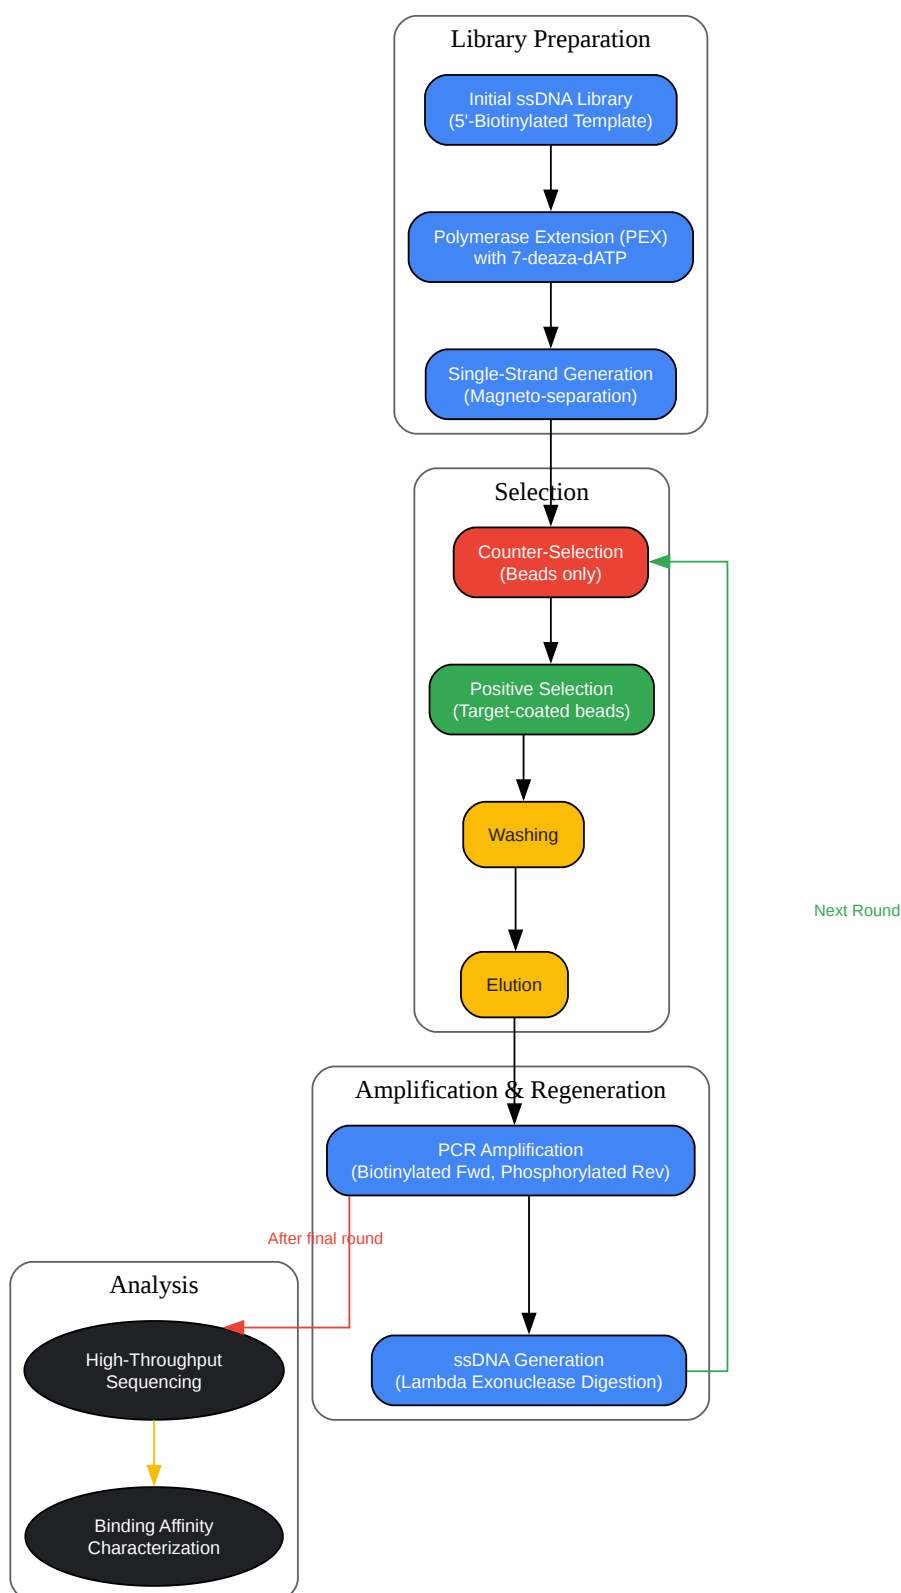 Library Preparation
Initial ssDNA Library
(5'-Biotinylated Template)
Polymerase Extension (PEX)
with 7-deaza-dATP
Single-Strand Generation
(Magneto-separation)
Selection
Counter-Selection
(Beads only)
Positive Selection
(Target-coated beads)
Washing
Next Round
Elution
Amplification & Regeneration
PCR Amplification
(Biotinylated Fwd, Phosphorylated Rev)
After final round
Analysis
High-Throughput
Sequencing
ssDNA Generation
(Lambda Exonuclease Digestion)
Binding Affinity
Characterization